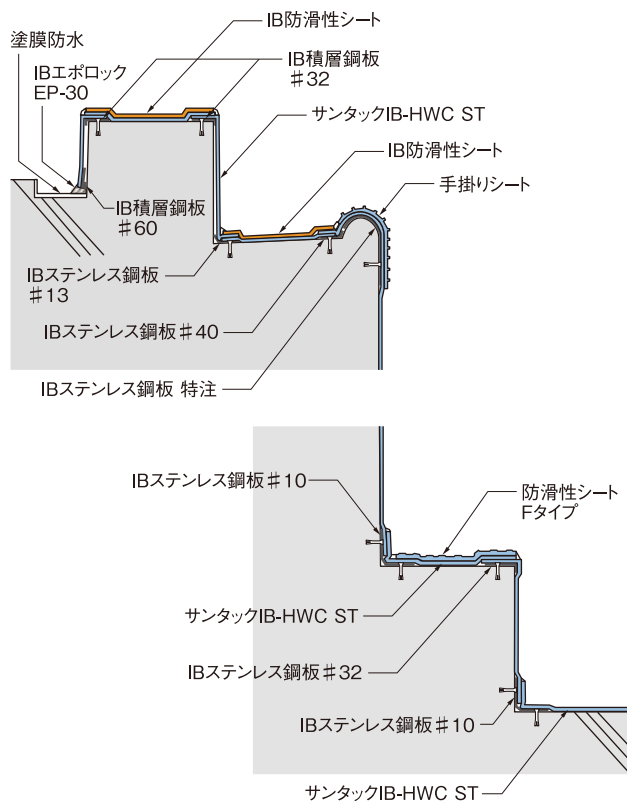 IB防滑性シート
塗膜防水
IBエポロック
EP-30
IB積層鋼板
♯32
サンタックIB-HWC ST
IB防滑性シート
手掛りシート
IB積層鋼板
♯60
IBステンレス鋼板
♯13
IBステンレス鋼板♯40
IBステンレス鋼板 特注
IBステンレス鋼板♯10
防滑性シート
Fタイプ
サンタックIB-HWC ST
IBステンレス鋼板♯32
IBステンレス鋼板♯10
サンタックIB-HWC ST